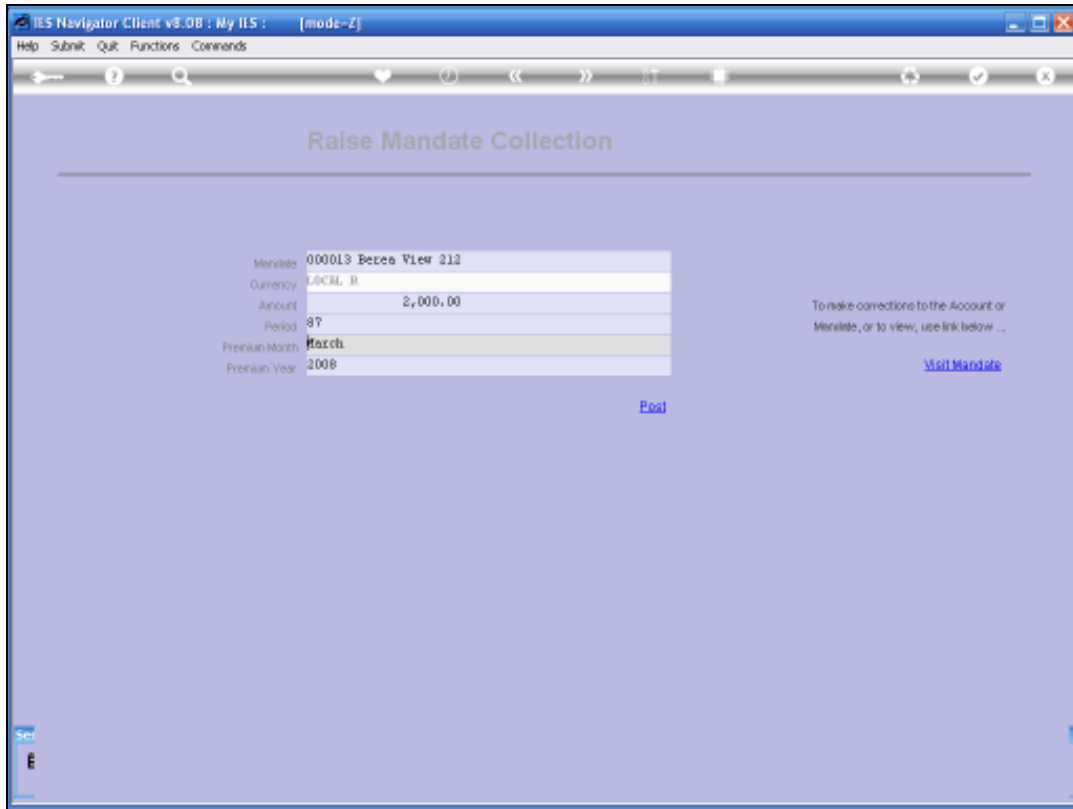 IES Navigator Client v8.08 : My IES : [mode=Z]
Help Submit Quit Functions Commands
Raise Mandate Collection
Mandate 000013 Berea View 212
Currency LOCAL R
Amount 2,000.00
Period 87
Premium Month March
Premium Year 2008
To make corrections to the Account or
Mandate, or to view, use link below ...
Visit Mandate
Post